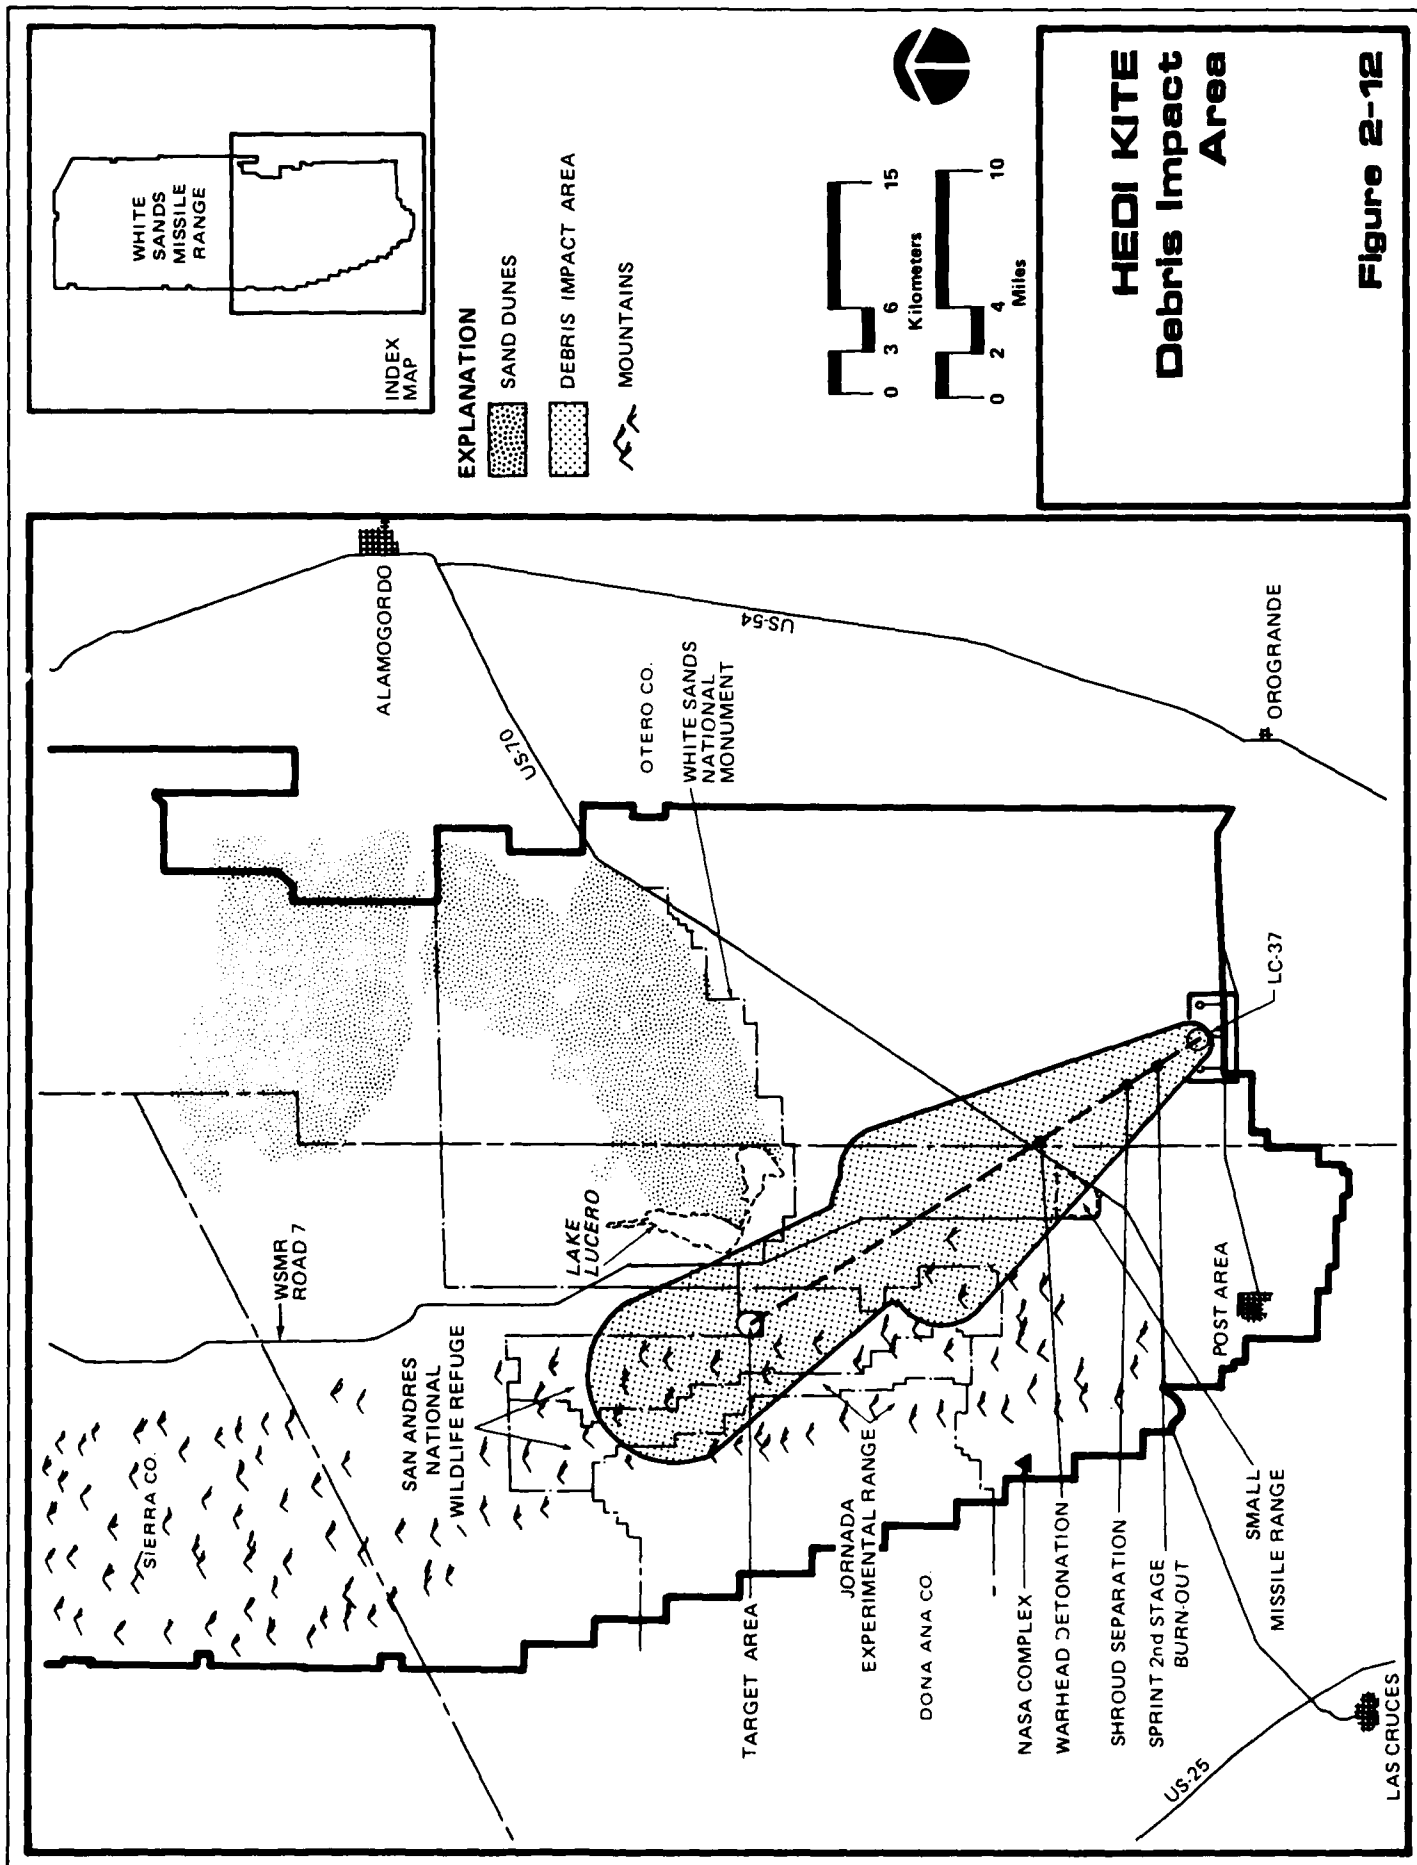 WHITE
SANDS
MISSILE
RANGE
INDEX
MAP
EXPLANATION
SAND DUNES
DEBRIS IMPACT AREA
MOUNTAINS
0
3
6
15
Kilometers
0
2
4
10
Miles
HEDI KITE
Debris Impact
Area
Figure 2-12
ALAMOGORDO
US-70
US-54
OTERO CO.
WHITE SANDS
NATIONAL
MONUMENT
OROGRANDE
LAKE
LUCERO
WSMR
ROAD 7
LC-37
SAN ANDRES
NATIONAL
WILDLIFE REFUGE
SIERRA CO.
POST AREA
TARGET AREA
JORNADA
EXPERIMENTAL RANGE
DONA ANA CO.
NASA COMPLEX
WARHEAD DETONATION
SHROUD SEPARATION
SPRINT 2nd STAGE
BURN-OUT
SMALL
MISSILE RANGE
US-25
LAS CRUCES